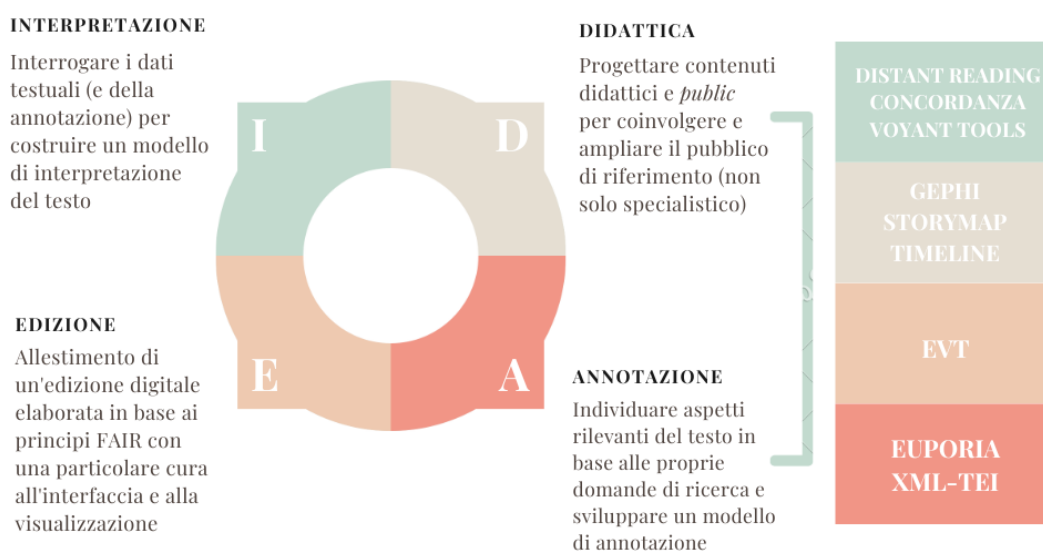 INTERPRETAZIONE
Interrogare i dati
testuali (e della
annotazione) per
costruire un modello
di interpretazione
del testo
I
D
DIDATTICA
Progettare contenuti
didattici e public
per coinvolgere e
ampliare il pubblico
di riferimento (non
solo specialistico)
EDIZIONE
Allestimento di
un'edizione digitale
elaborata in base ai
principi FAIR con
una particolare cura
all'interfaccia e alla
visualizzazione
E
A
ANNOTAZIONE
Individuare aspetti
rilevanti del testo in
base alle proprie
domande di ricerca e
sviluppare un modello
di annotazione
DISTANT READING
CONCORDANZA
VOYANT TOOLS
GEPHI
STORYMAP
TIMELINE
EVT
EUPORIA
XML-TEI